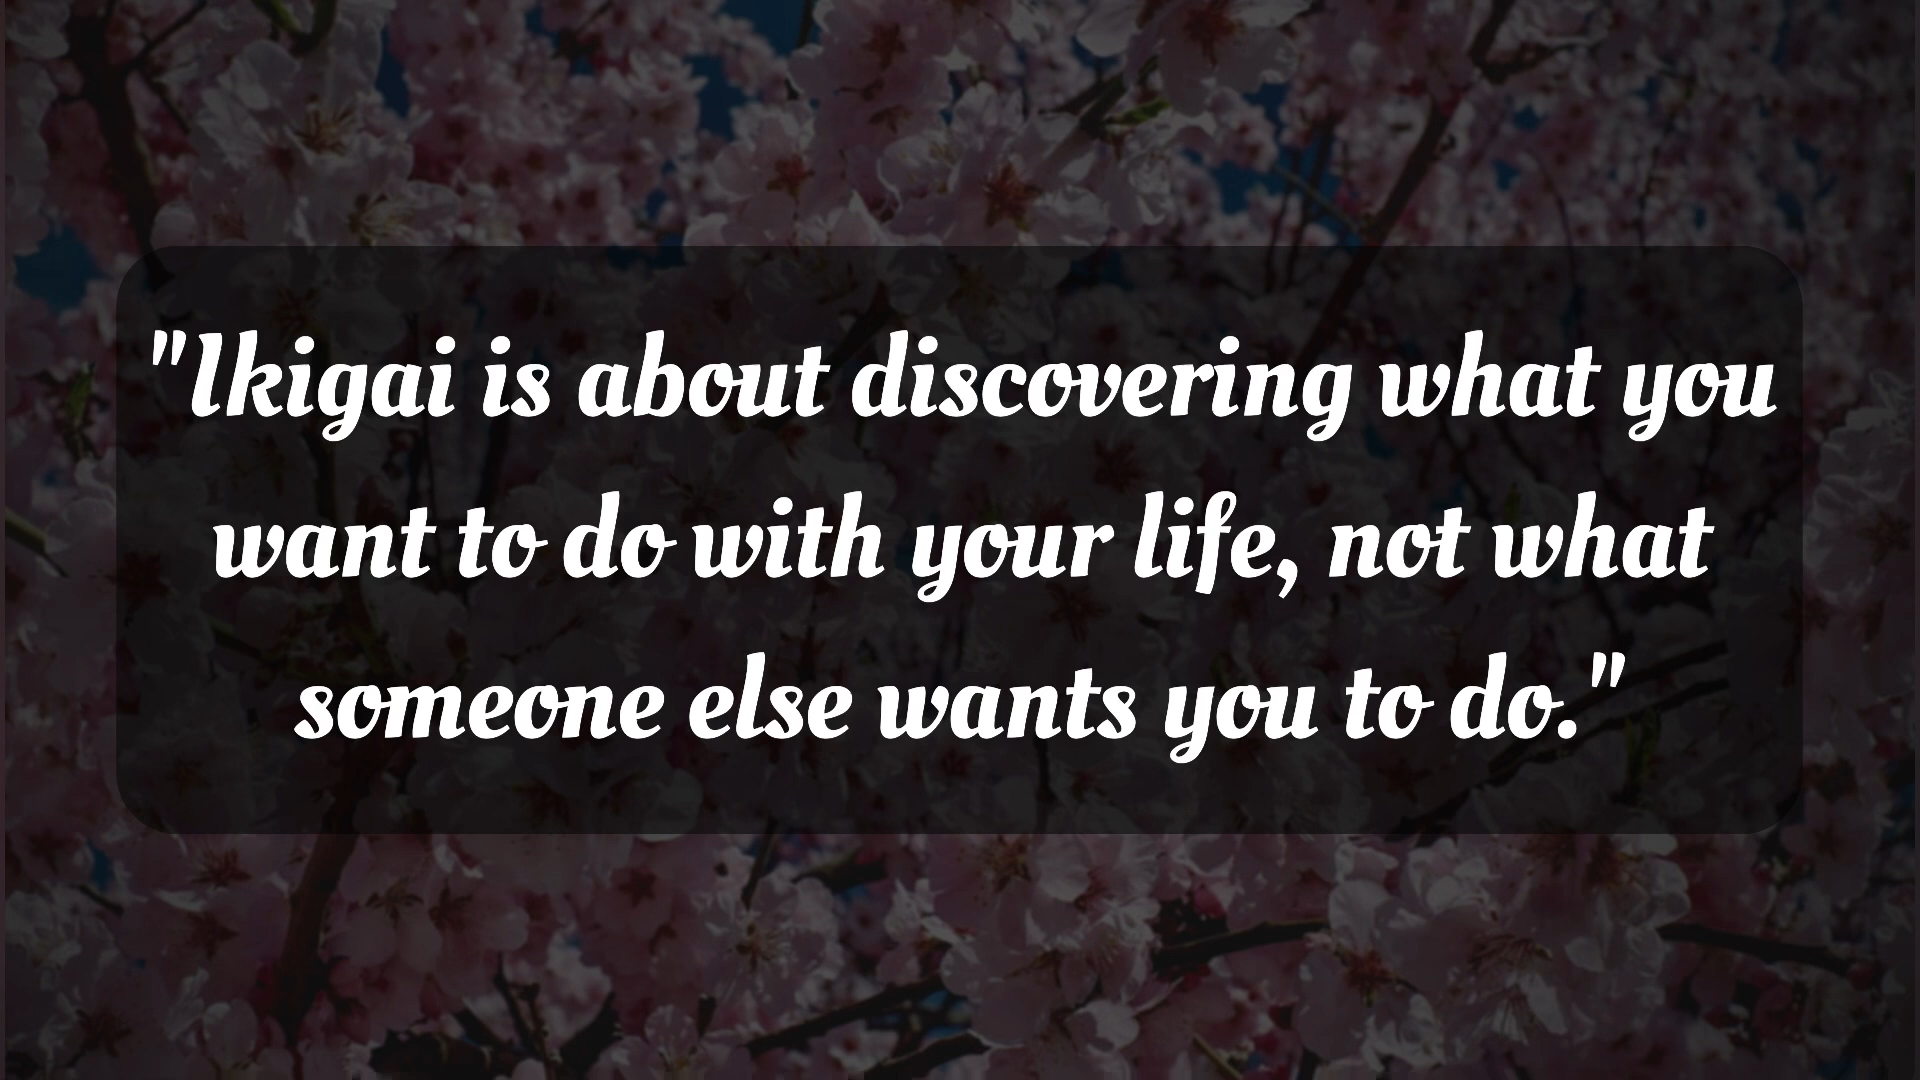 "Ikigai is about discovering what you
want to do with your life, not what
someone else wants you to do."